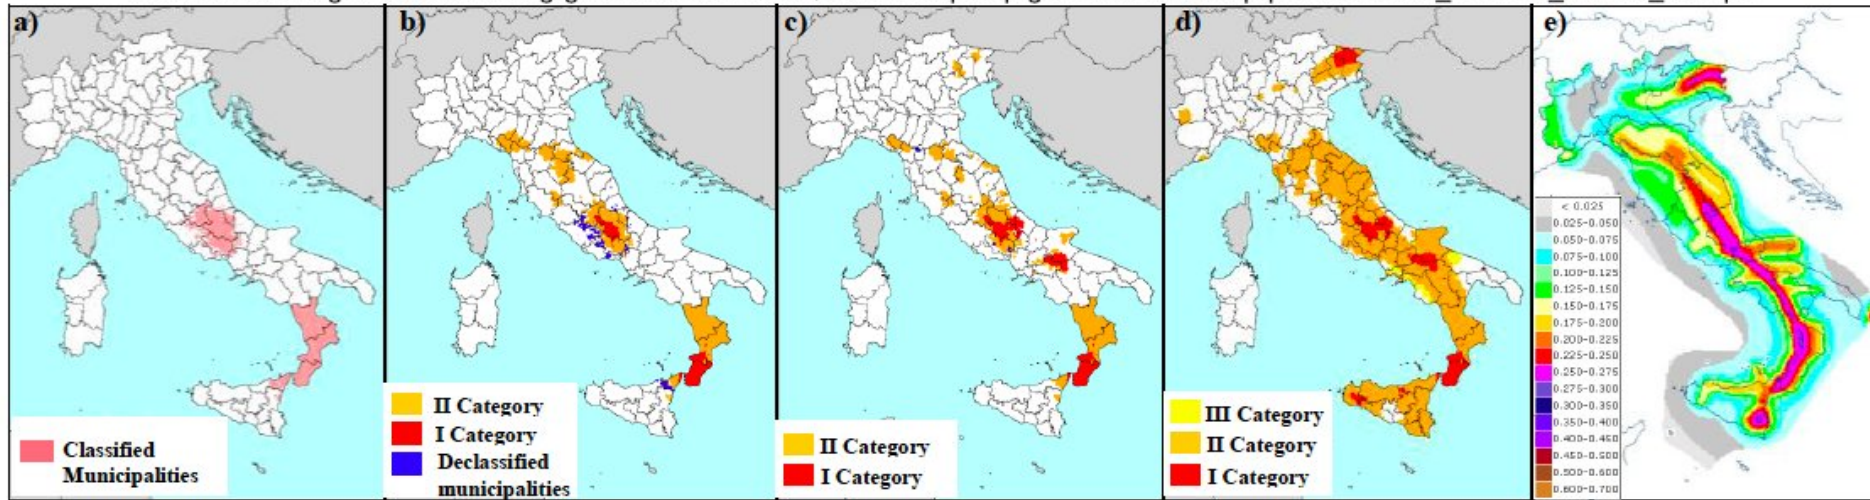 a)
Classified
Municipalities
b)
II Category
I Category
Declassified
municipalities
c)
II Category
I Category
d)
III Category
II Category
I Category
e)
< 0.025
0.025-0.050
0.050-0.075
0.075-0.100
0.100-0.125
0.125-0.150
0.150-0.175
0.175-0.200
0.200-0.225
0.225-0.250
0.250-0.275
0.275-0.300
0.300-0.350
0.350-0.400
0.400-0.450
0.450-0.500
0.500-0.600
0.600-0.700